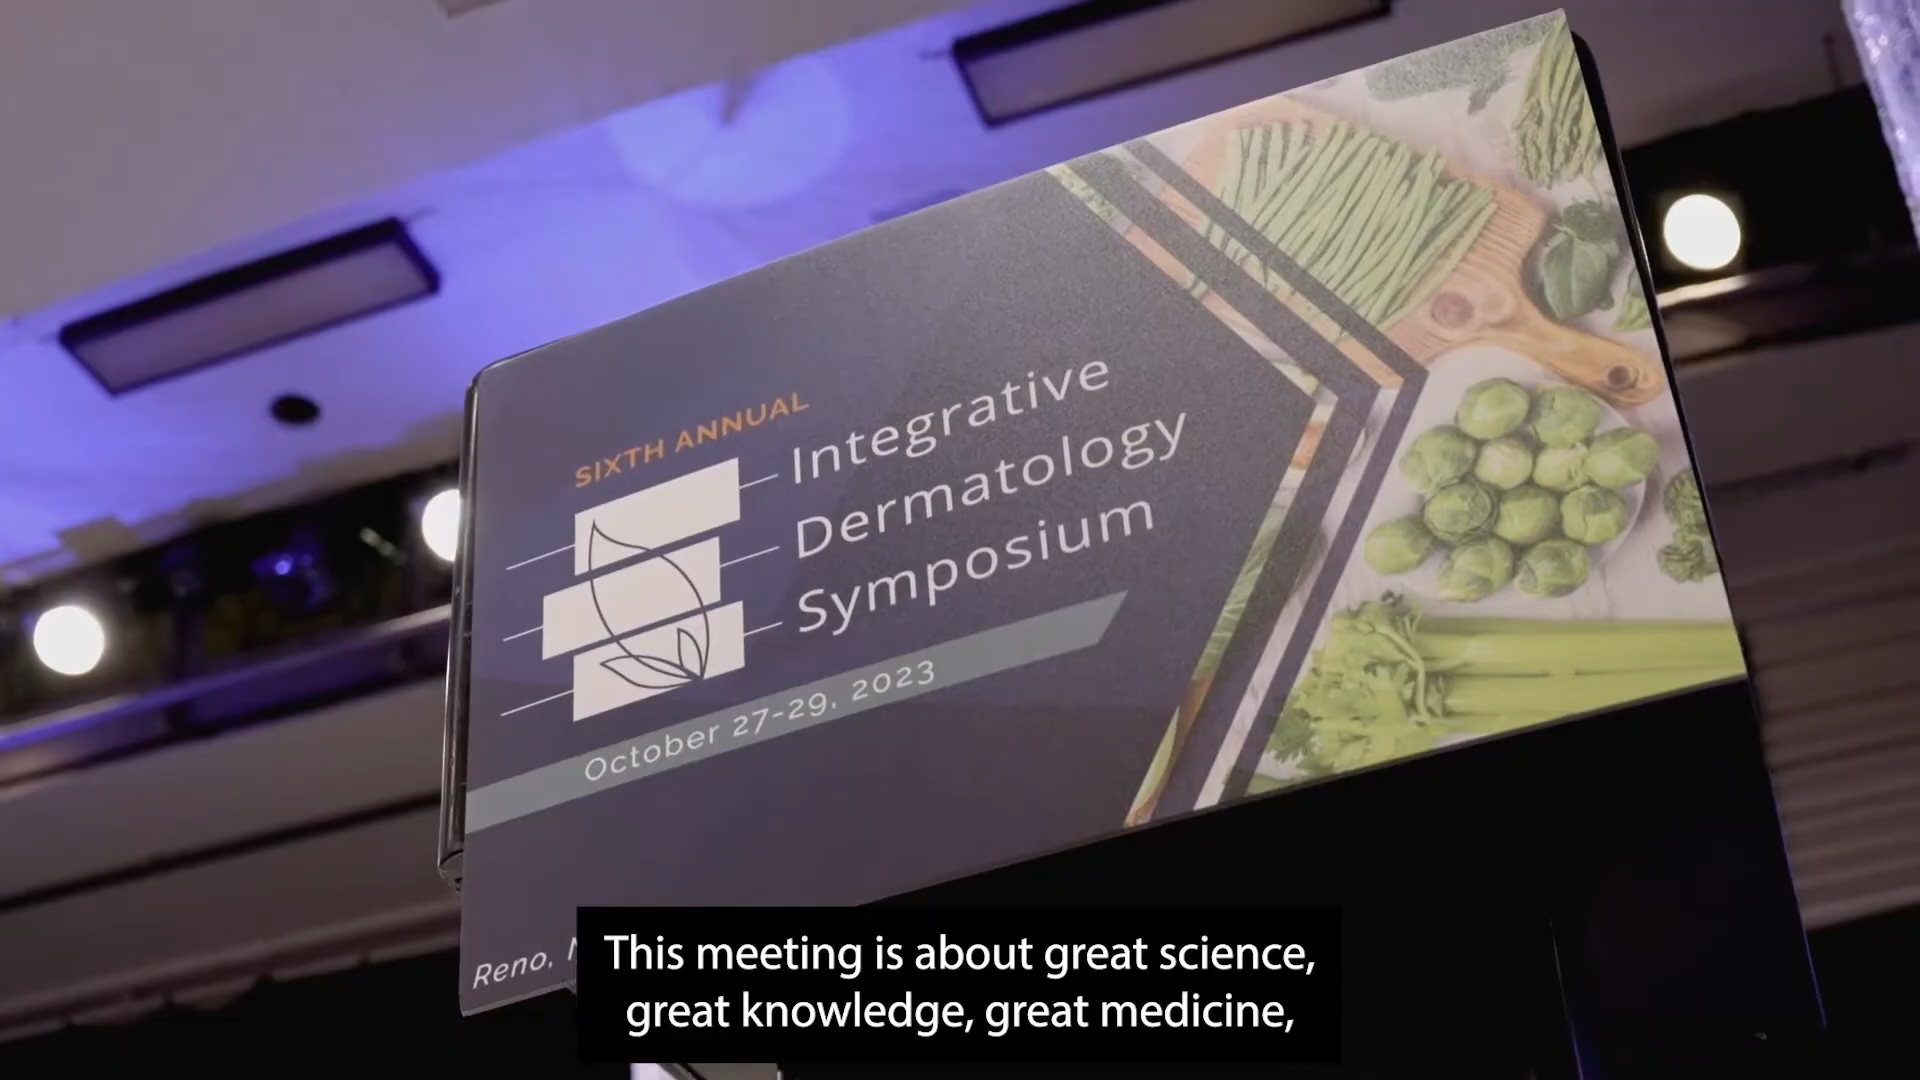 SIXTH ANNUAL
Integrative
Dermatology
Symposium
October 27-29, 2023
Reno,
This meeting is about great science,
great knowledge, great medicine,